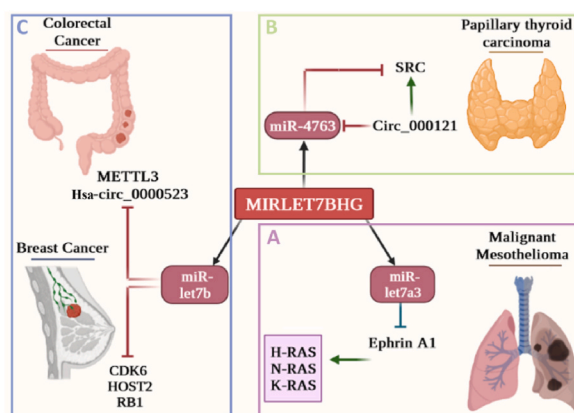 C
Colorectal
Cancer
METTL3
Hsa-circ_0000523
Breast Cancer
miR-
let7b
CDK6
HOST2
RB1
B
Papillary thyroid
carcinoma
SRC
miR-4763
Circ_000121
MIRLET7BHG
A
Malignant
Mesothelioma
miR-
let7a3
Ephrin A1
H-RAS
N-RAS
K-RAS